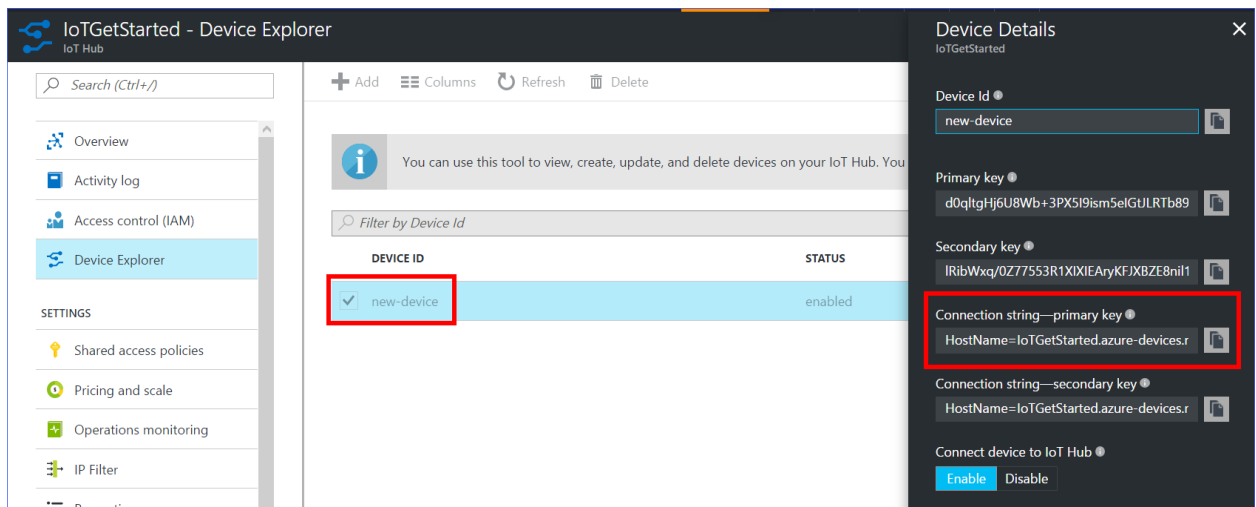 IoTGetStarted - Device Explorer
IoT Hub
Search (Ctrl+/)
Overview
Activity log
Access control (IAM)
Device Explorer
SETTINGS
Shared access policies
Pricing and scale
Operations monitoring
IP Filter
Add Columns Refresh Delete
You can use this tool to view, create, update, and delete devices on your IoT Hub. You
Filter by Device Id
DEVICE ID STATUS
new-device enabled
Device Details
IoTGetStarted
Device Id
new-device
Primary key
Secondary key
Connection string—primary key
HostName=IoTGetStarted.azure-devices.r
Connection string—secondary key
HostName=IoTGetStarted.azure-devices.r
Connect device to IoT Hub
Enable Disable